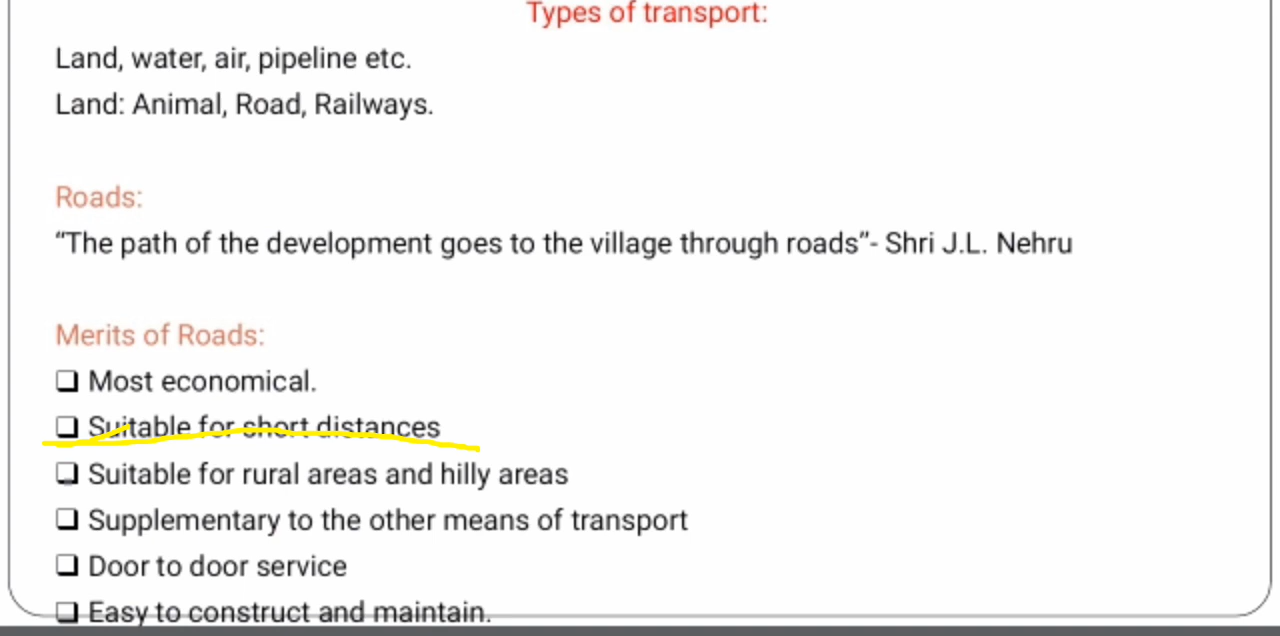 Types of transport:
Land, water, air, pipeline etc.
Land: Animal, Road, Railways.
Roads:
“The path of the development goes to the village through roads”- Shri J.L. Nehru
Merits of Roads:
❑ Most economical.
❑ Suitable for short distances
❑ Suitable for rural areas and hilly areas
❑ Supplementary to the other means of transport
❑ Door to door service
❑ Easy to construct and maintain.